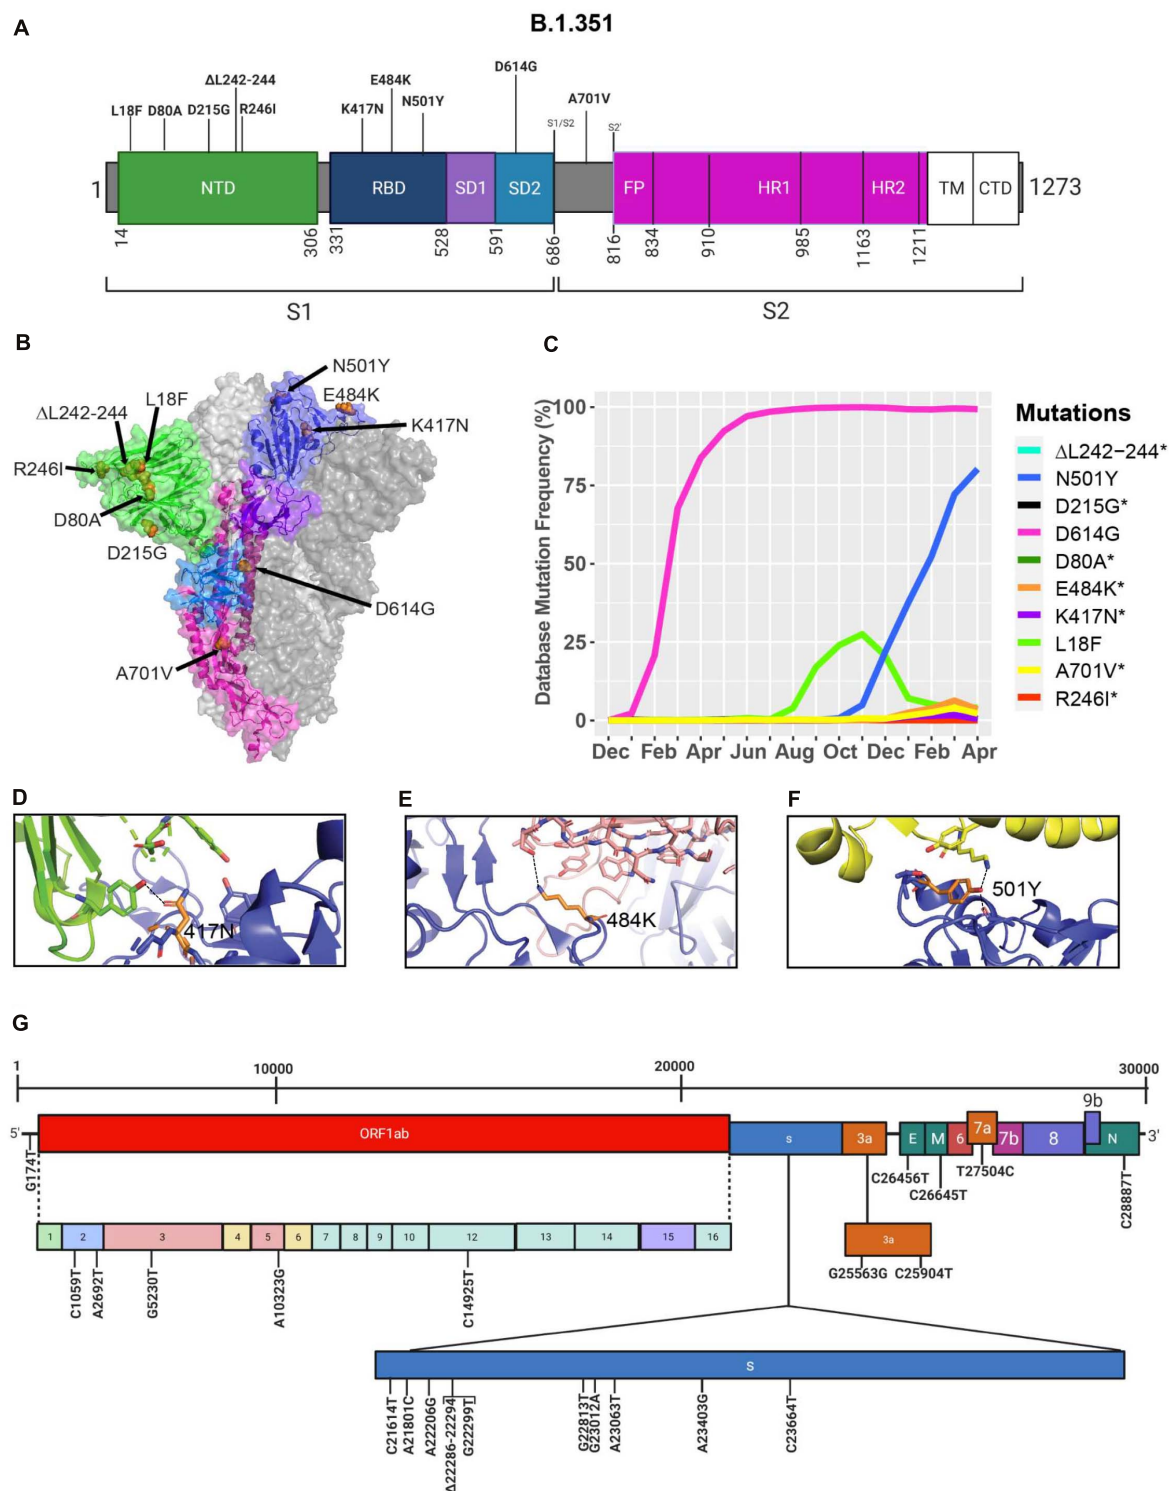 A
B.1.351
D614G
ΔL242-244
E484K
A701V
L18F
D80A
D215G
R246I
K417N
N501Y
S1/S2
S2'
1
NTD
RBD
SD1
SD2
FP
HR1
HR2
TM
CTD
1273
14
306
331
528
591
686
816
834
910
985
1163
1211
S1
S2
B
N501Y
E484K
L18F
ΔL242-244
K417N
R246I
D80A
D215G
D614G
A701V
C
Database Mutation Frequency (%)
100
75
50
25
0
Dec
Feb
Apr
Jun
Aug
Oct
Dec
Feb
Apr
Mutations
ΔL242−244*
N501Y
D215G*
D614G
D80A*
E484K*
K417N*
L18F
A701V*
R246I*
D
417N
E
484K
F
501Y
G
1
10000
20000
30000
5'
ORF1ab
s
3a
E
M
6
7a
7b
8
9b
N
3'
G174T
C26456T
C26645T
T27504C
C28887T
1
2
3
4
5
6
7
8
9
10
12
13
14
15
16
C1059T
A2692T
G5230T
A10323G
C14925T
3a
G25563G
C25904T
S
C21614T
A21801C
A22206G
Δ22286-22294
G22299T
G22813T
G23012A
A23063T
A23403G
C23664T